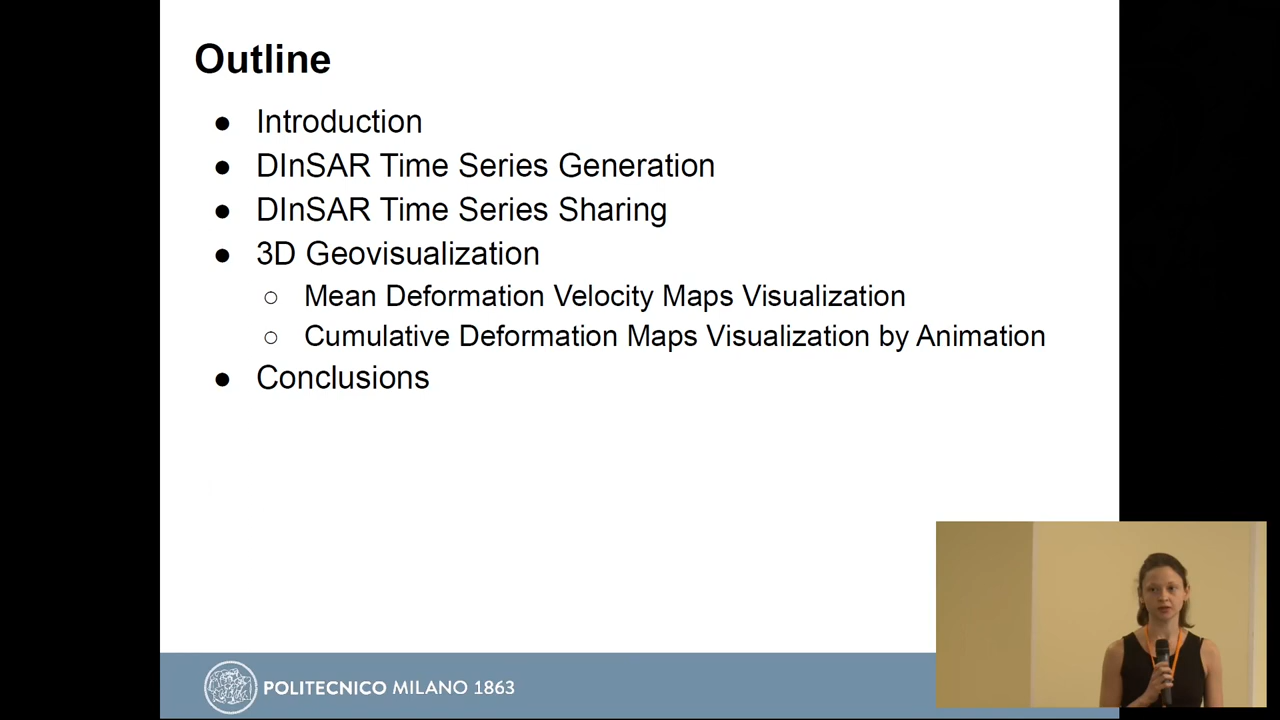 Outline
● Introduction
● DInSAR Time Series Generation
● DInSAR Time Series Sharing
● 3D Geovisualization
○ Mean Deformation Velocity Maps Visualization
○ Cumulative Deformation Maps Visualization by Animation
● Conclusions
POLITECNICO MILANO 1863